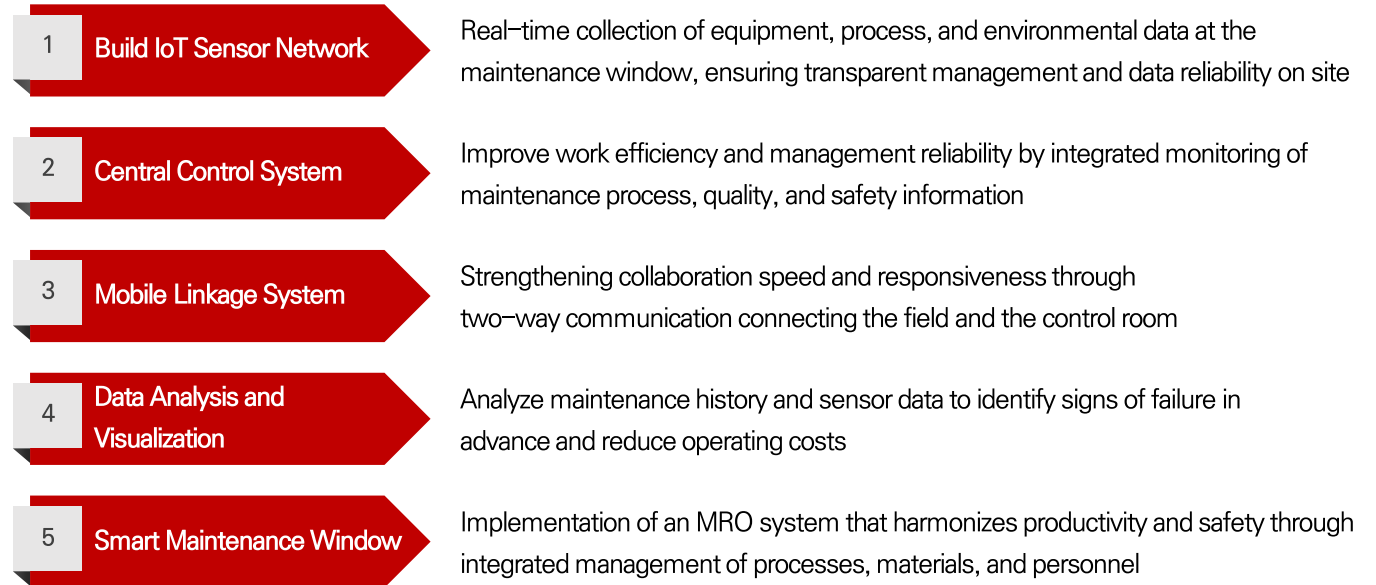 1
Build IoT Sensor Network
Real-time collection of equipment, process, and environmental data at the
maintenance window, ensuring transparent management and data reliability on site
2
Central Control System
Improve work efficiency and management reliability by integrated monitoring of
maintenance process, quality, and safety information
3
Mobile Linkage System
Strengthening collaboration speed and responsiveness through
two-way communication connecting the field and the control room
4
Data Analysis and
Visualization
Analyze maintenance history and sensor data to identify signs of failure in
advance and reduce operating costs
5
Smart Maintenance Window
Implementation of an MRO system that harmonizes productivity and safety through
integrated management of processes, materials, and personnel